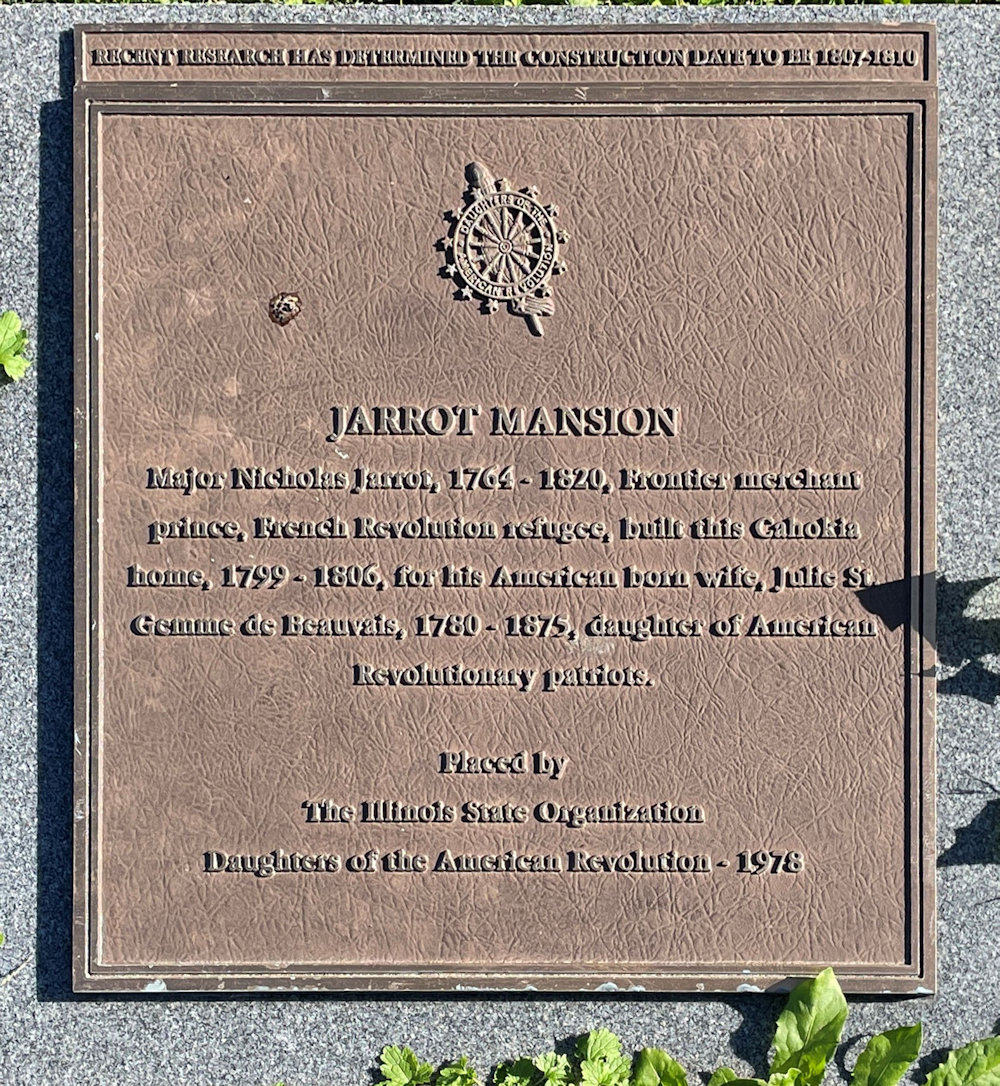 RECENT RESEARCH HAS DETERMINED THE CONSTRUCTION DATE TO BE 1807-1810
DAUGHTERS OF THE
AMERICAN REVOLUTION
JARROT MANSION
Major Nicholas Jarrot, 1764 - 1820, Frontier merchant
prince, French Revolution refugee, built this Cahokia
home, 1799 - 1806, for his American born wife, Julie St.
Gemme de Beauvais, 1780 - 1875, daughter of American
Revolutionary patriots.
Placed by
The Illinois State Organization
Daughters of the American Revolution - 1978